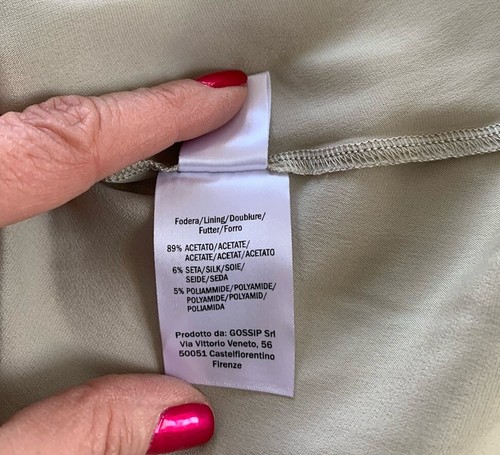 Fodera/Lining/Doublure/
Futter/Forro
89% ACETATO/ACETATE/
ACETATE/ACETAT/ACETATO
6% SETA/SILK/SOIE/
SEIDE/SEDA
5% POLIAMMIDE/POLYAMIDE/
POLYAMIDE/POLYAMID/
POLIAMIDA
Prodotto da: GOSSIP Srl
Via Vittorio Veneto, 56
50051 Castelfiorentino
Firenze